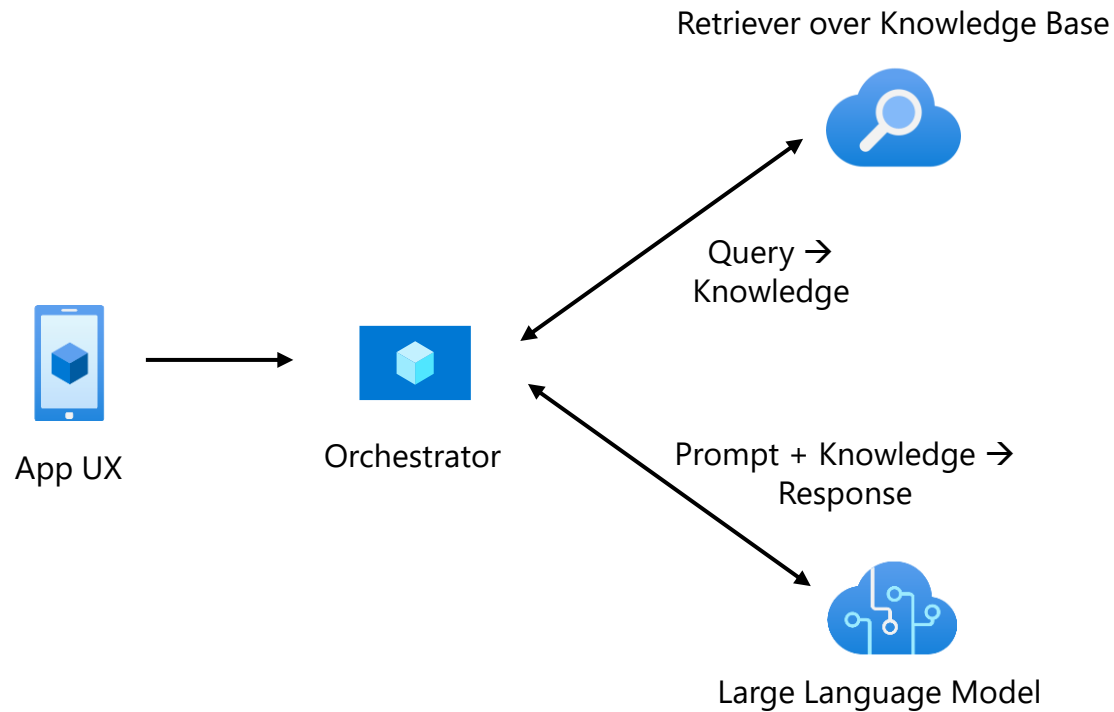 Retriever over Knowledge Base
Query →
Knowledge
App UX
Orchestrator
Prompt + Knowledge →
Response
Large Language Model